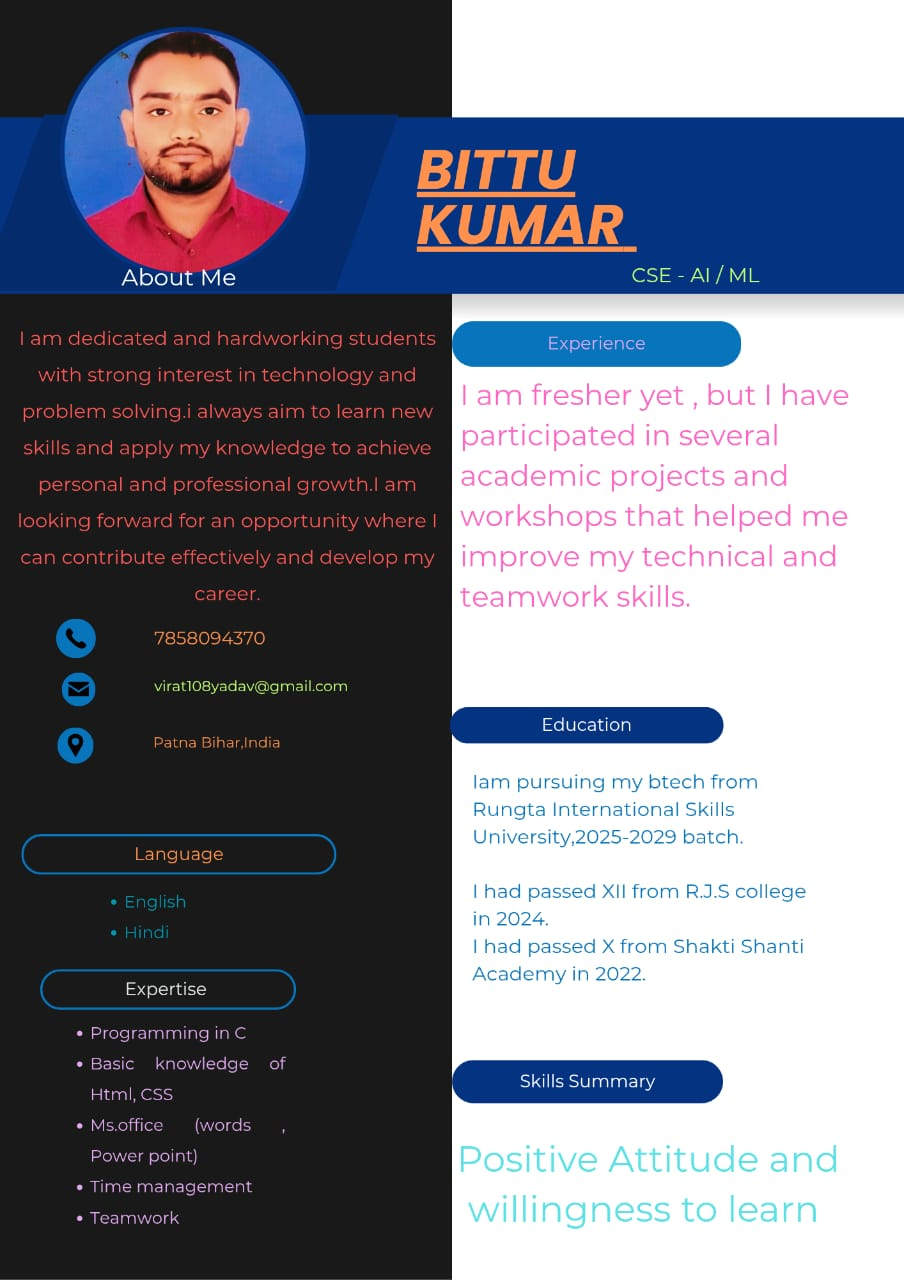 BITTU
KUMAR
CSE - AI / ML
About Me
I am dedicated and hardworking students
with strong interest in technology and
problem solving.i always aim to learn new
skills and apply my knowledge to achieve
personal and professional growth.I am
looking forward for an opportunity where I
can contribute effectively and develop my
career.
7858094370
virat108yadav@gmail.com
Patna Bihar,India
Language
English
Hindi
Expertise
Programming in C
Basic knowledge of
Html, CSS
Ms.office (words ,
Power point)
Time management
Teamwork
Experience
I am fresher yet , but I have
participated in several
academic projects and
workshops that helped me
improve my technical and
teamwork skills.
Education
Iam pursuing my btech from
Rungta International Skills
University,2025-2029 batch.
I had passed XII from R.J.S college
in 2024.
I had passed X from Shakti Shanti
Academy in 2022.
Skills Summary
Positive Attitude and
willingness to learn